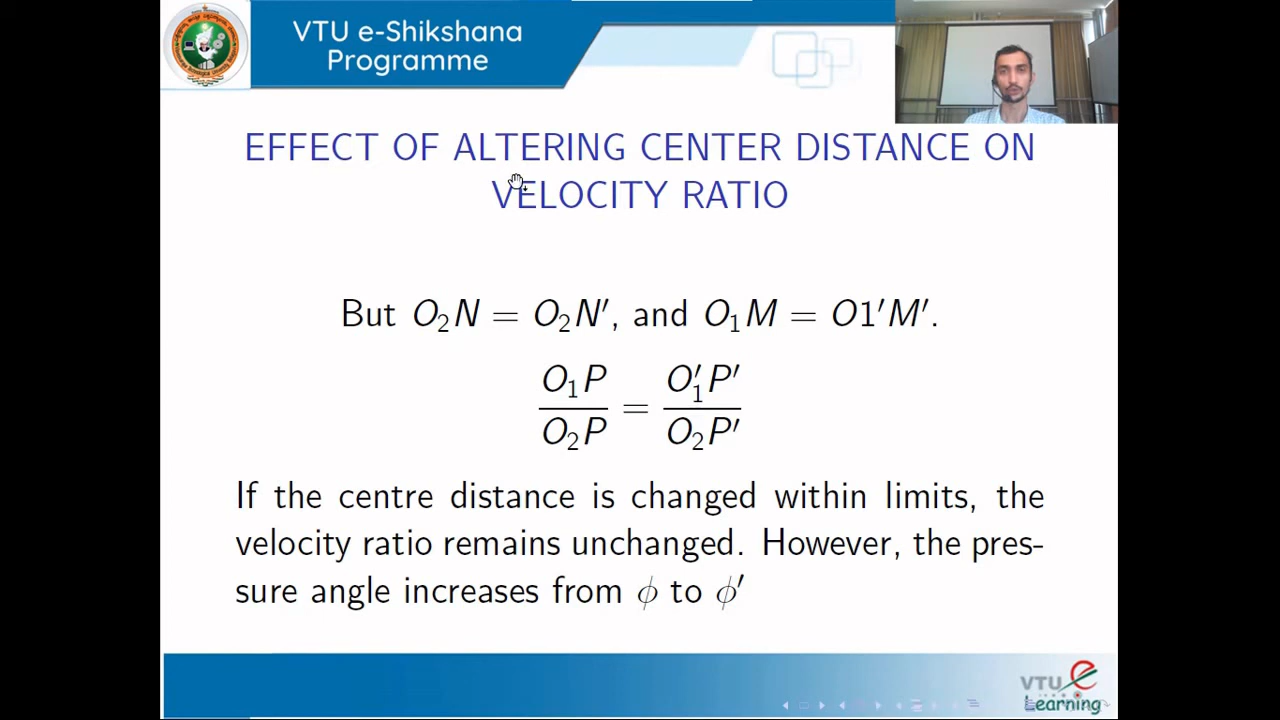 VTU e-Shikshana
Programme
EFFECT OF ALTERING CENTER DISTANCE ON
VELOCITY RATIO
But O₂N = O₂N′, and O₁M = O1′M′.
O₁P / O₂P = O₁′P′ / O₂P′
If the centre distance is changed within limits, the
velocity ratio remains unchanged. However, the pres-
sure angle increases from ϕ to ϕ′
VTU e
Learning